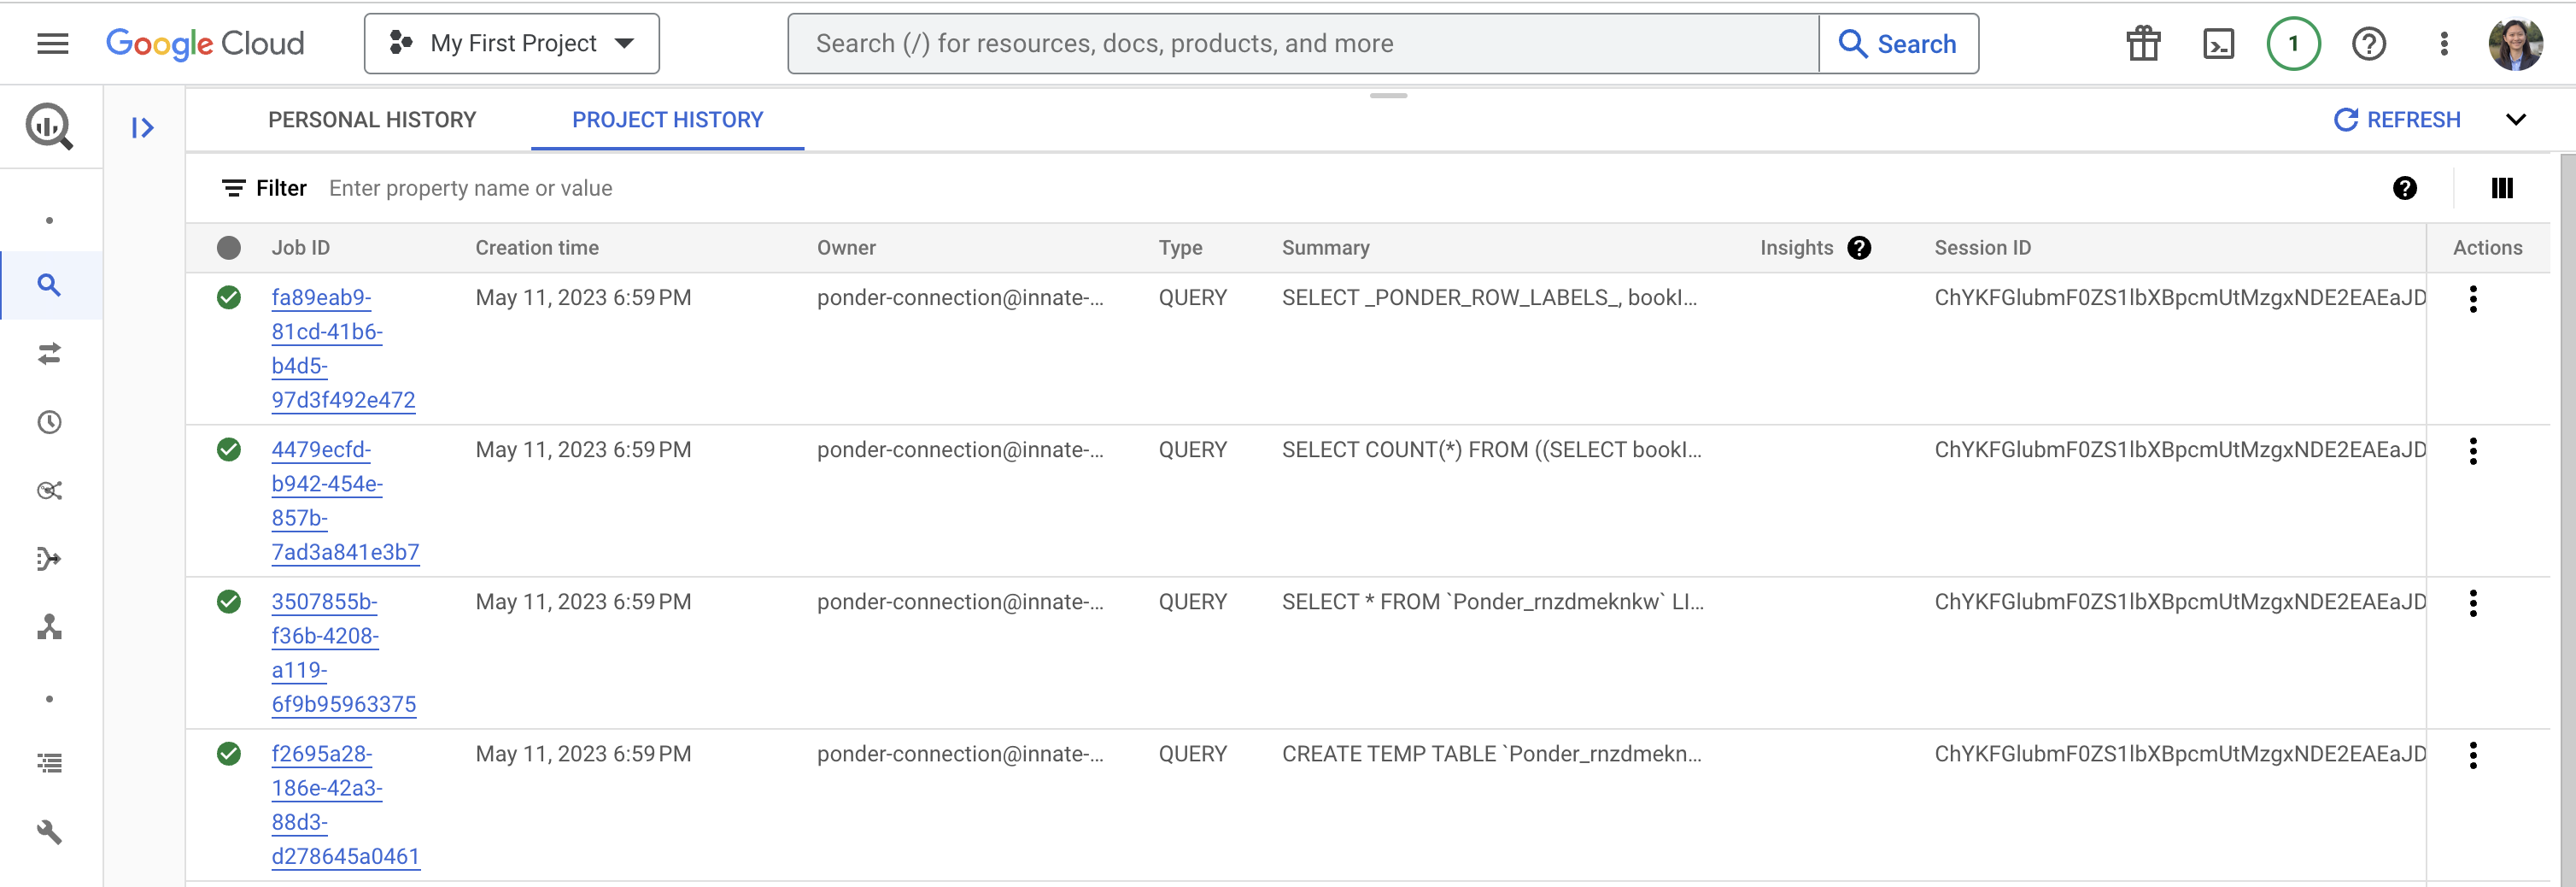 Google Cloud My First Project Search (/) for resources, docs, products, and more Search 1
PERSONAL HISTORY PROJECT HISTORY REFRESH
Filter Enter property name or value
Job ID Creation time Owner Type Summary Insights Session ID Actions
fa89eab9- May 11, 2023 6:59 PM ponder-connection@innate-... QUERY SELECT _PONDER_ROW_LABELS_, bookI... ChYKFGlubmF0ZS1lbXBpcmUtMzgxNDE2EAEaJD
81cd-41b6-
b4d5-
97d3f492e472
4479ecfd- May 11, 2023 6:59 PM ponder-connection@innate-... QUERY SELECT COUNT(*) FROM ((SELECT bookI... ChYKFGlubmF0ZS1lbXBpcmUtMzgxNDE2EAEaJD
b942-454e-
857b-
7ad3a841e3b7
3507855b- May 11, 2023 6:59 PM ponder-connection@innate-... QUERY SELECT * FROM `Ponder_rnzdmeknkw` LI... ChYKFGlubmF0ZS1lbXBpcmUtMzgxNDE2EAEaJD
f36b-4208-
a119-
6f9b95963375
f2695a28- May 11, 2023 6:59 PM ponder-connection@innate-... QUERY CREATE TEMP TABLE `Ponder_rnzdmekn... ChYKFGlubmF0ZS1lbXBpcmUtMzgxNDE2EAEaJD
186e-42a3-
88d3-
d278645a0461